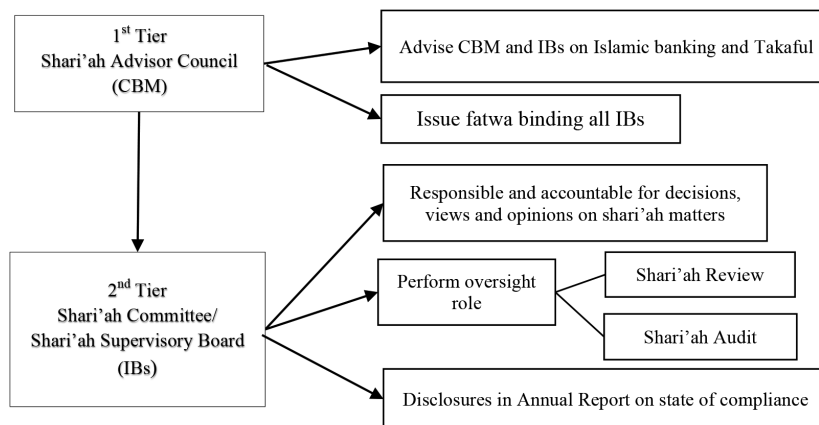 1st Tier
Shari'ah Advisor Council
(CBM)
Advise CBM and IBs on Islamic banking and Takaful
Issue fatwa binding all IBs
2nd Tier
Shari'ah Committee/
Shari'ah Supervisory Board
(IBs)
Responsible and accountable for decisions,
views and opinions on shari'ah matters
Perform oversight
role
Shari'ah Review
Shari'ah Audit
Disclosures in Annual Report on state of compliance